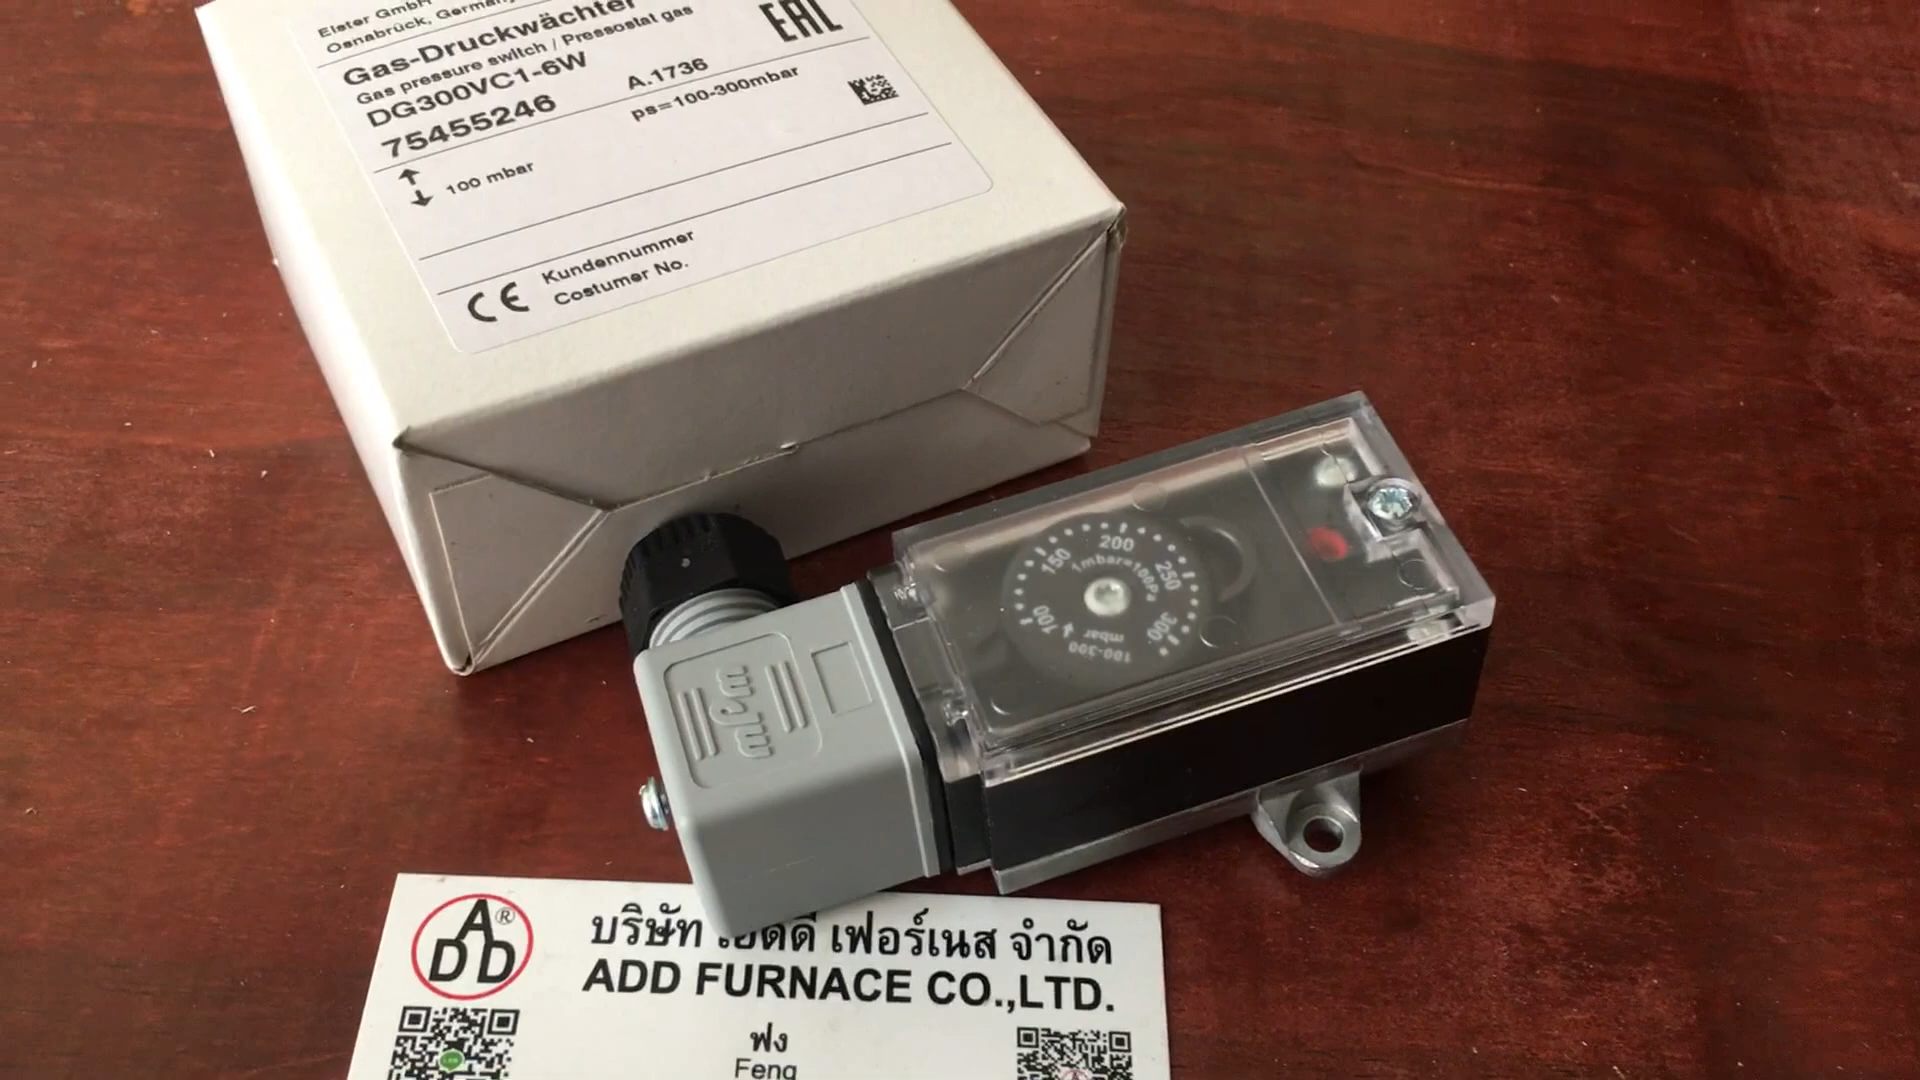 Elster GmbH
Osnabrück, Germany
Gas-Druckwächter
Gas pressure switch / Pressostat gas
DG300VC1-6W
75455246
A.1736
ps=100-300mbar
EAC
100 mbar
CE
Kundennummer
Costumer No.
150
200
250
300
100
1mbar=100Pa
mbar
100-300
ADD®
บริษัท เอดดี เฟอร์เนส จำกัด
ADD FURNACE CO.,LTD.
ฟง
Feng